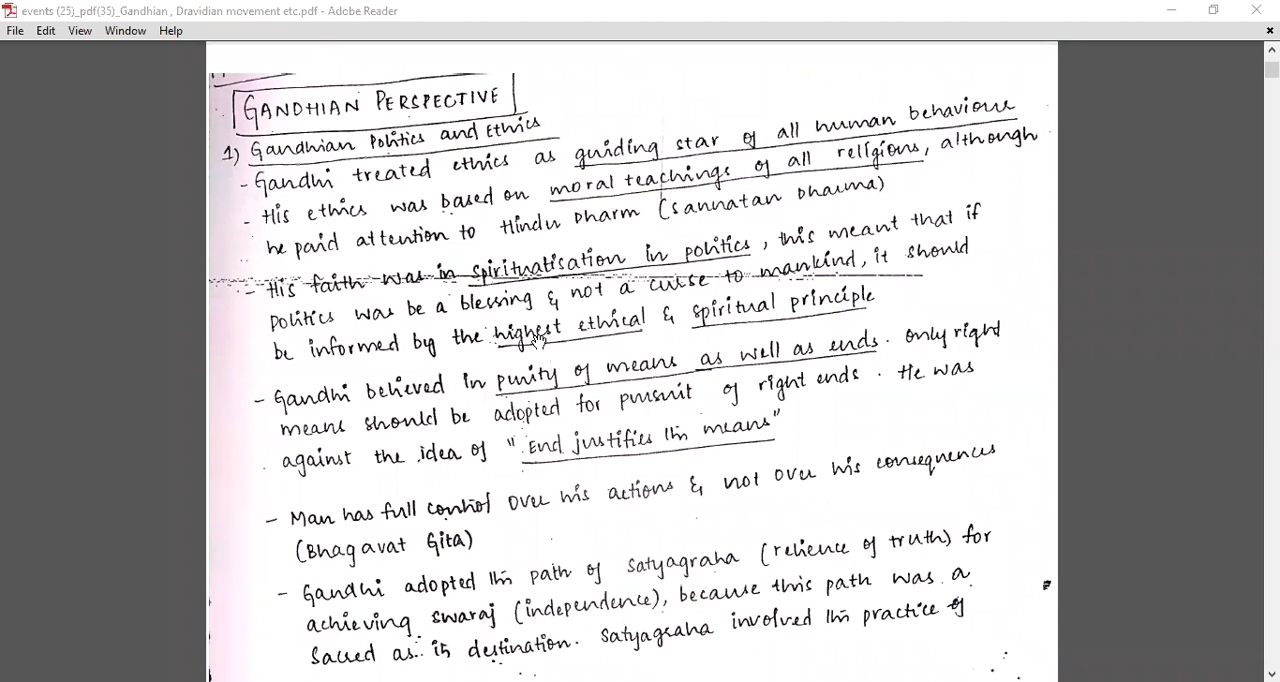 events (25)_pdf(35)_Gandhian , Dravidian movement etc.pdf - Adobe Reader
File Edit View Window Help
GANDHIAN PERSPECTIVE
1) Gandhian Politics and Ethics
- Gandhi treated ethics as guiding star of all human behaviour
- His ethics was based on moral teachings of all religions, although
he paid attention to Hindu Dharm (Sannatan Dharma)
- His faith was in spiritualisation in politics, this meant that if
politics was be a blessing & not a curse to mankind, it should
be informed by the highest ethical & spiritual principle
- Gandhi believed in purity of means as well as ends. Only right
means should be adopted for pursuit of right ends. He was
against the idea of "End justifies the means"
- Man has full control over his actions & not over his consequences
(Bhagavat Gita)
- Gandhi adopted the path of Satyagraha (relience of truth) for
achieving swaraj (independence), because this path was a
Sacred as its destination. Satyagraha involved the practice of